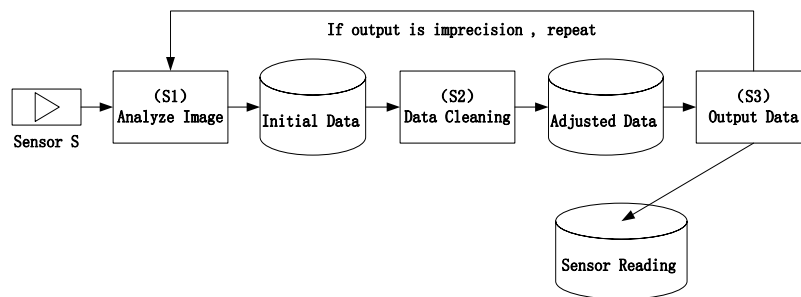 If output is imprecision , repeat
(S1)
Analyze Image
Initial Data
(S2)
Data Cleaning
Adjusted Data
(S3)
Output Data
Sensor S
Sensor Reading